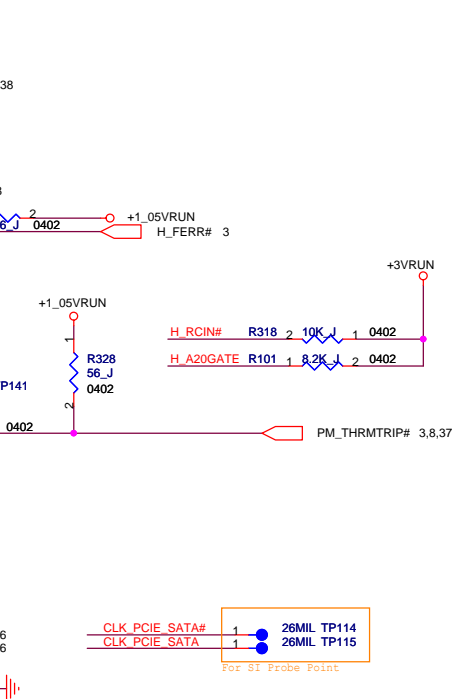 38
2
6_J 0402
+1_05VRUN
H_FERR# 3
+3VRUN
+1_05VRUN
H_RCIN# R318 2 10K_J 1 0402
1
R328
56_J
0402
H_A20GATE R101 1 8.2K_J 2 0402
TP141
2
0402
PM_THRMTRIP# 3,8,37
CLK_PCIE_SATA# 1 26MIL TP114
6
CLK_PCIE_SATA 1 26MIL TP115
6
For SI Probe Point